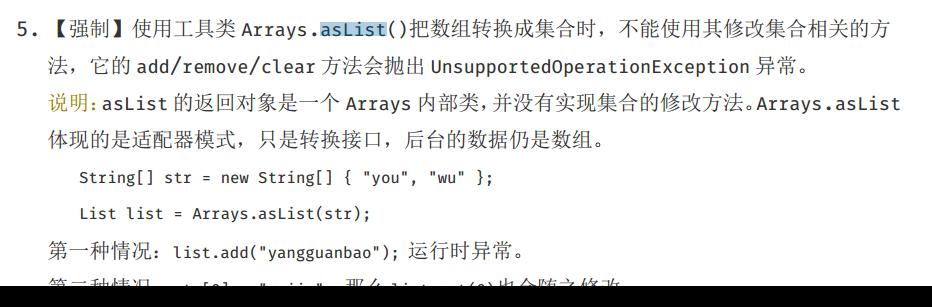 5. 【强制】使用工具类 Arrays.asList()把数组转换成集合时，不能使用其修改集合相关的方
法，它的 add/remove/clear 方法会抛出 UnsupportedOperationException 异常。
说明：asList 的返回对象是一个 Arrays 内部类，并没有实现集合的修改方法。Arrays.asList
体现的是适配器模式，只是转换接口，后台的数据仍是数组。
String[] str = new String[] { "you", "wu" };
List list = Arrays.asList(str);
第一种情况：list.add("yangguanbao"); 运行时异常。
第二种情况